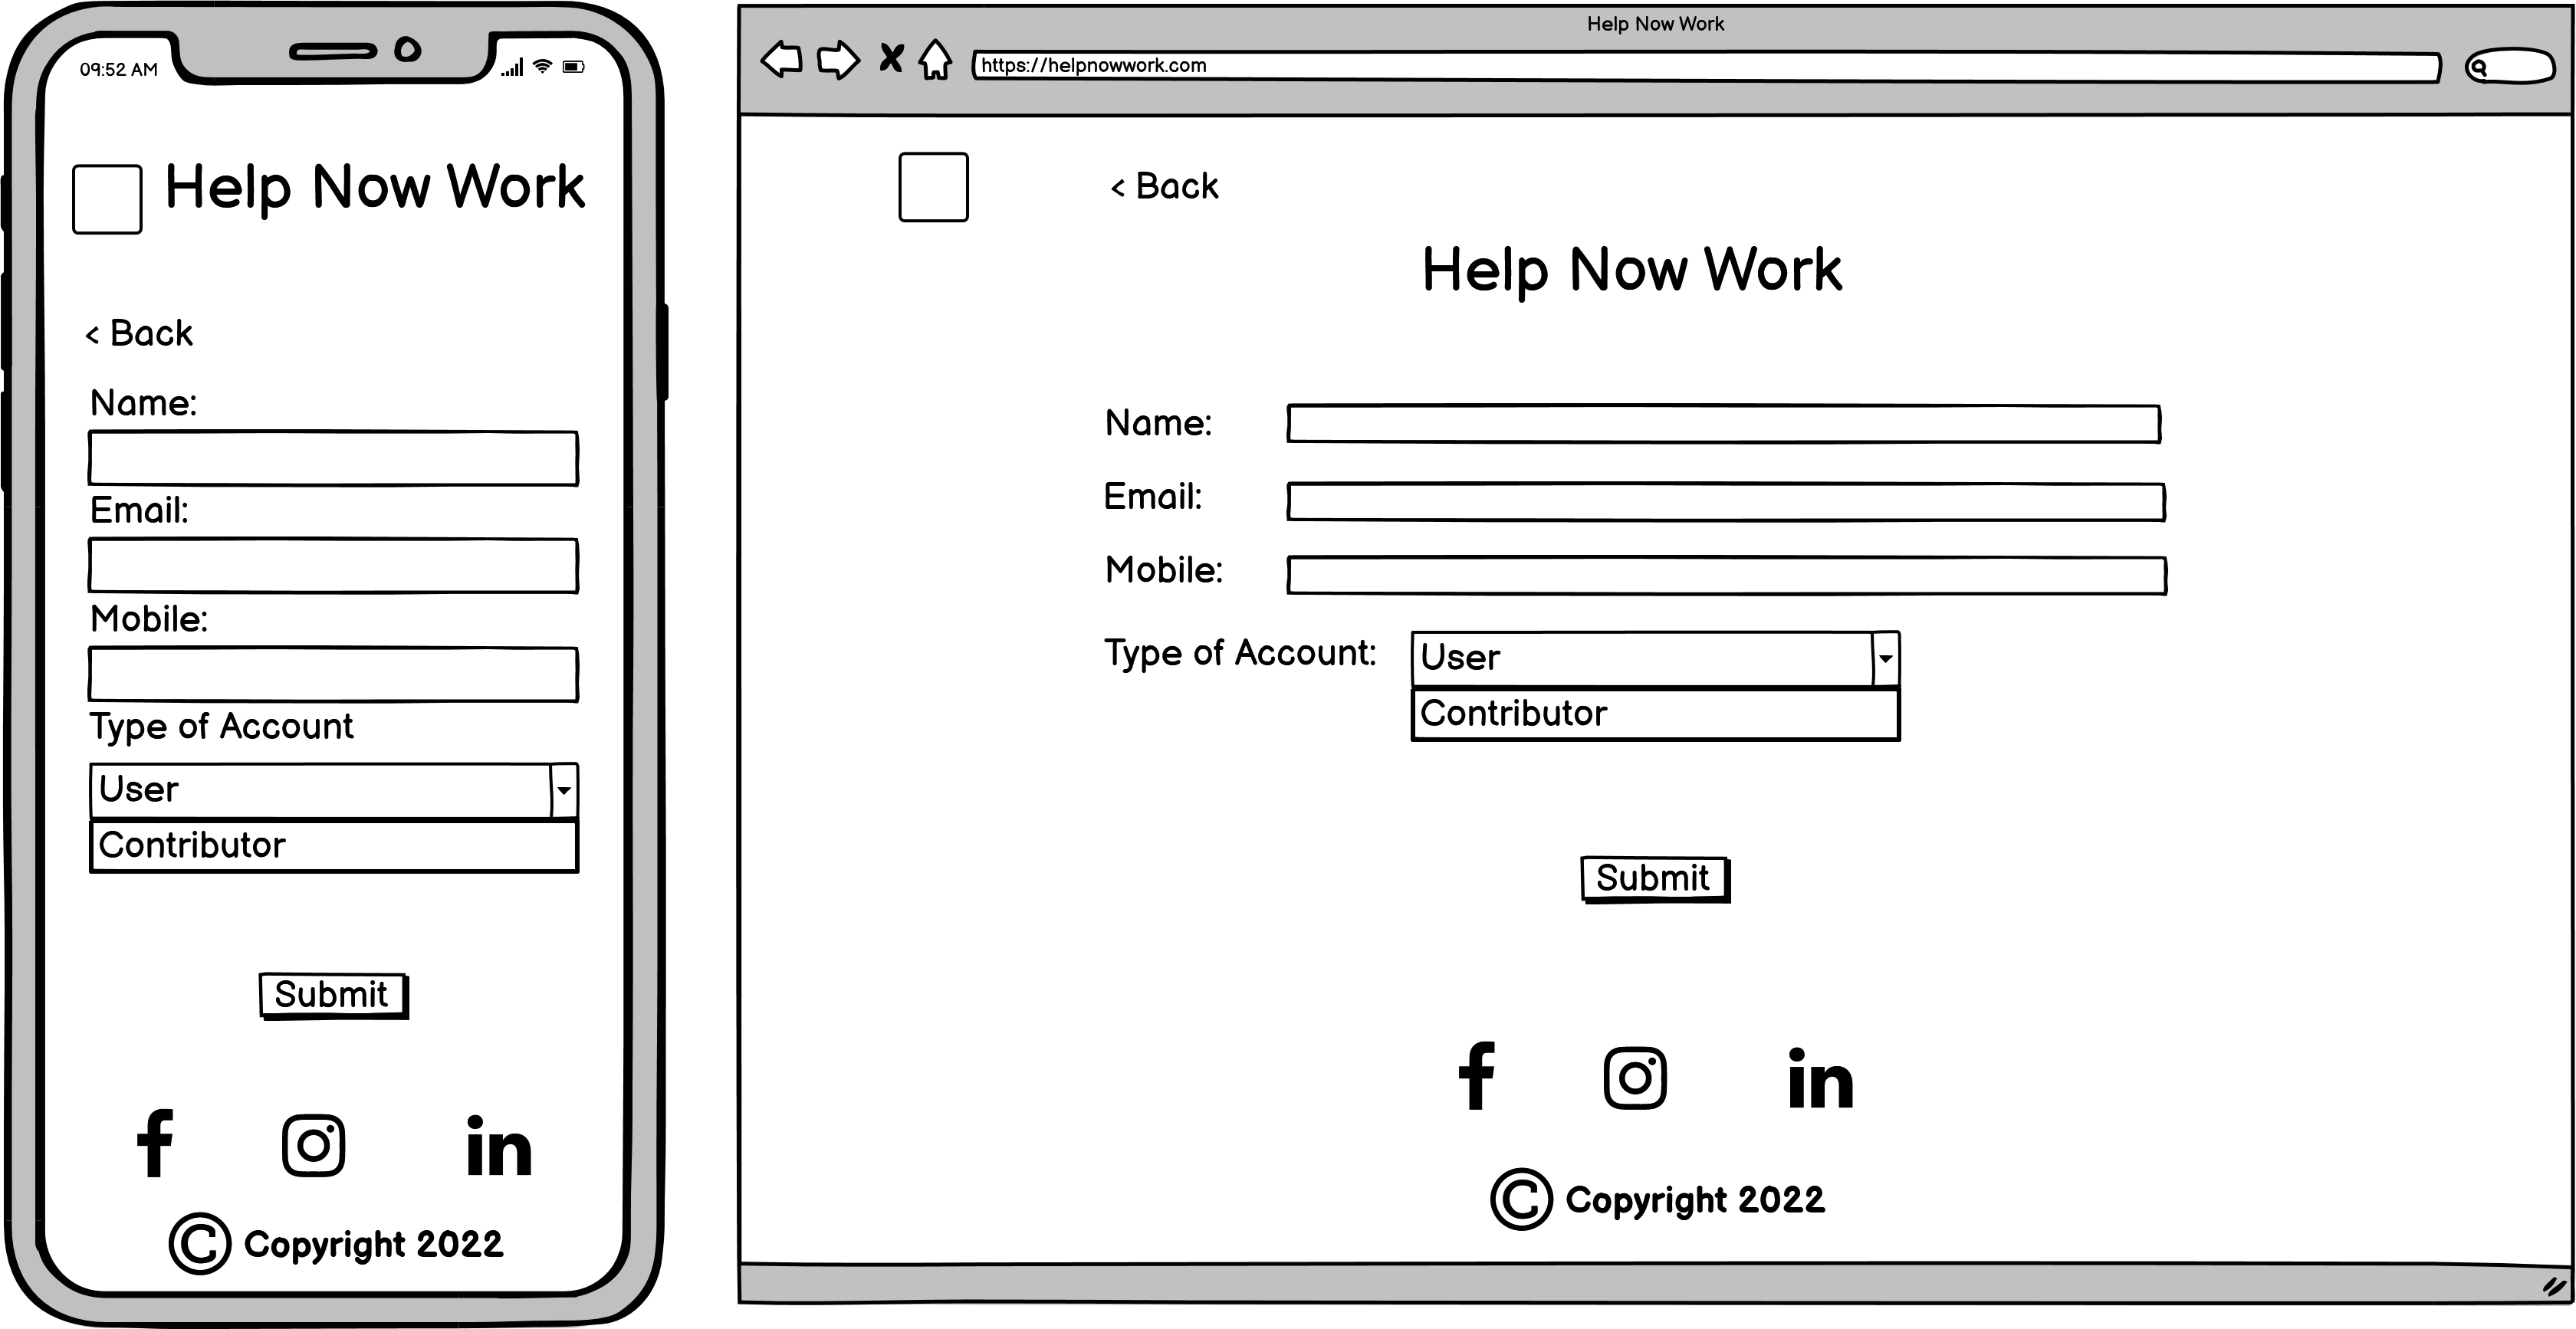 09:52 AM
Help Now Work
< Back
Name:
Email:
Mobile:
Type of Account
User
Contributor
Submit
f
in
© Copyright 2022
Help Now Work
https://helpnowwork.com
< Back
Help Now Work
Name:
Email:
Mobile:
Type of Account: User
Contributor
Submit
f
in
© Copyright 2022